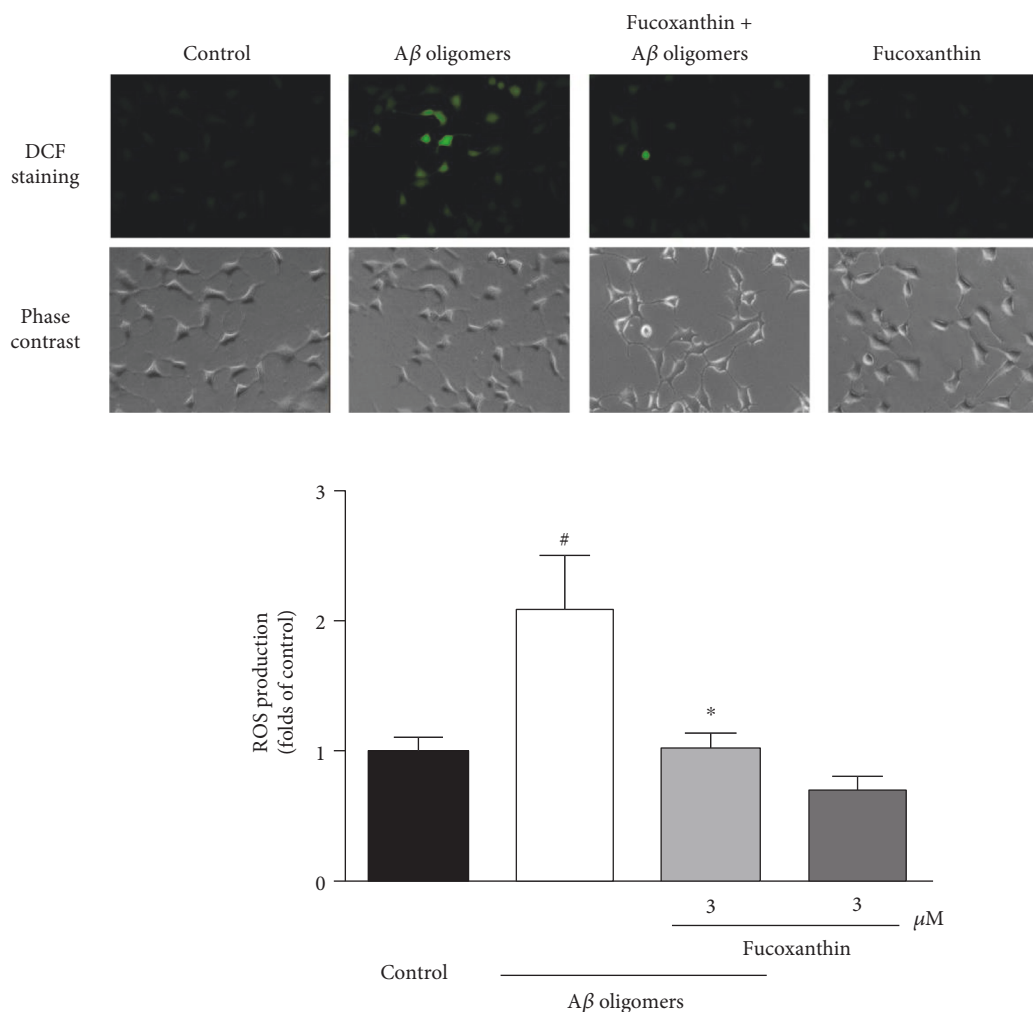 Control
Aβ oligomers
Fucoxanthin +
Aβ oligomers
Fucoxanthin
DCF
staining
Phase
contrast
ROS production
(folds of control)
3
2
1
0
#
*
3
3
μM
Fucoxanthin
Control
Aβ oligomers